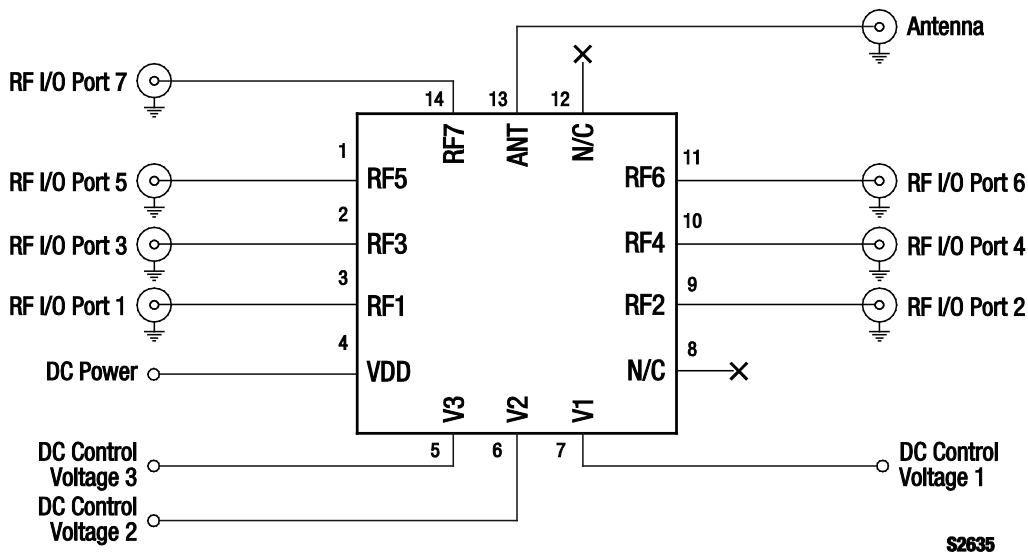 Antenna
RF I/O Port 7
14
13
12
RF7
ANT
N/C
1
11
RF I/O Port 5
RF5
RF6
RF I/O Port 6
2
10
RF I/O Port 3
RF3
RF4
RF I/O Port 4
3
9
RF I/O Port 1
RF1
RF2
RF I/O Port 2
4
8
DC Power
VDD
N/C
V3
V2
V1
5
6
7
DC Control
Voltage 3
DC Control
Voltage 1
DC Control
Voltage 2
S2635